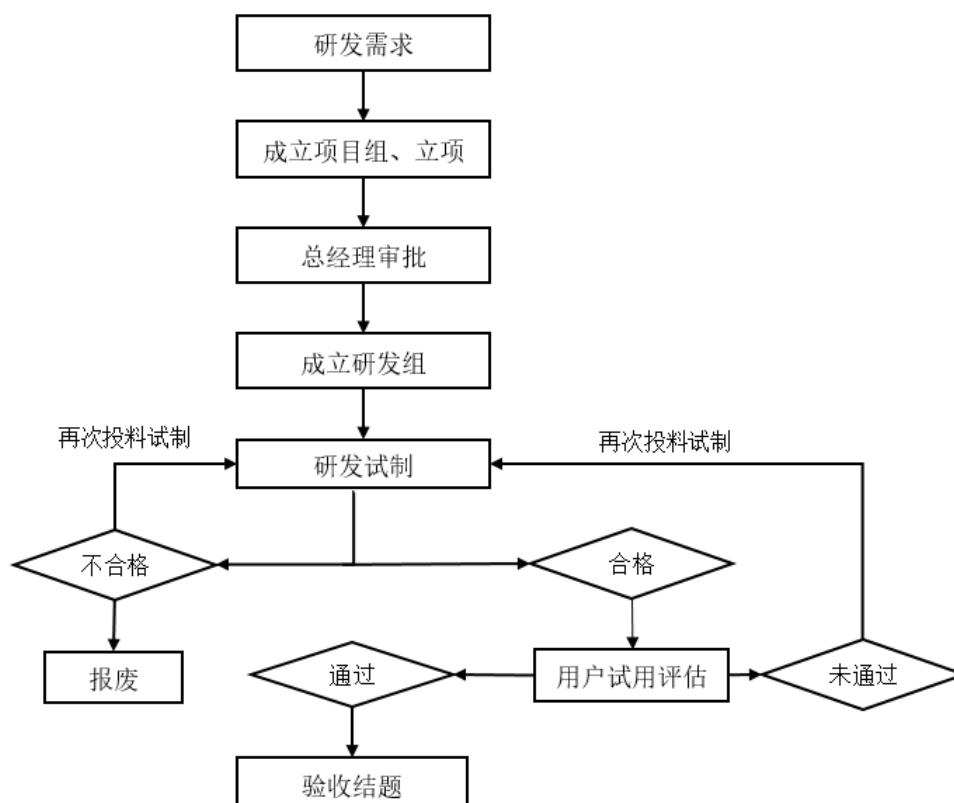 研发需求
成立项目组、立项
总经理审批
成立研发组
再次投料试制
再次投料试制
研发试制
不合格
合格
报废
通过
用户试用评估
未通过
验收结题